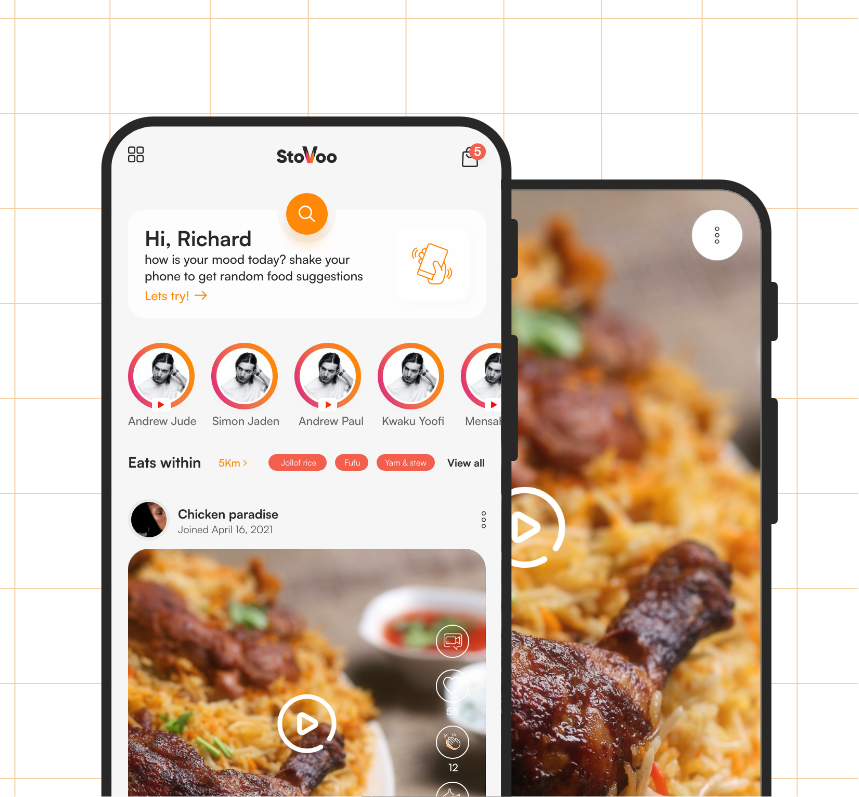 StoVoo
5
Hi, Richard
how is your mood today? shake your
phone to get random food suggestions
Lets try! →
Andrew Jude
Simon Jaden
Andrew Paul
Kwaku Yoofi
Mensah
Eats within
5Km >
Jollof rice
Fufu
Yam & stew
View all
Chicken paradise
Joined April 16, 2021
12